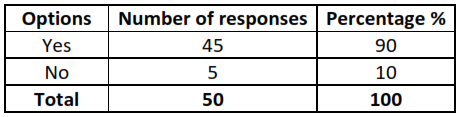 Options Number of responses Percentage %
Yes 45 90
No 5 10
Total 50 100